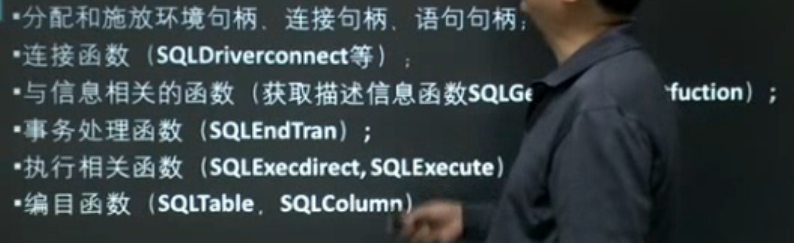 ▪分配和施放环境句柄、连接句柄、语句句柄;
▪连接函数（SQLDriverconnect等）;
▪与信息相关的函数（获取描述信息函数SQLGe tfuction）;
▪事务处理函数（SQLEndTran）;
▪执行相关函数（SQLExecdirect, SQLExecute）
▪编目函数（SQLTable、SQLColumn）